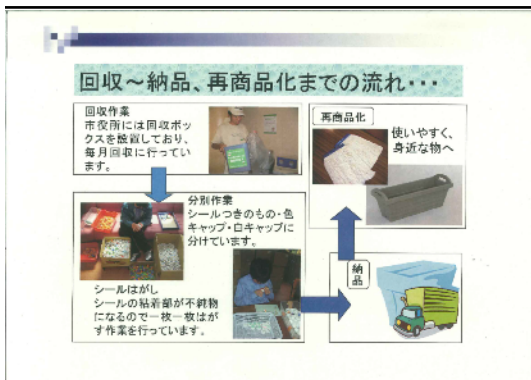 回収～納品、再商品化までの流れ・・・
回収作業
市役所には回収ボッ
クスを設置しており、
毎月回収に行ってい
ます。
分別作業
シールつきのもの・色
キャップ・白キャップに
分けています。
シールはがし
シールの粘着部が不純物
になるので一枚一枚はが
す作業を行っています。
納
品
再商品化
使いやすく、
身近な物へ